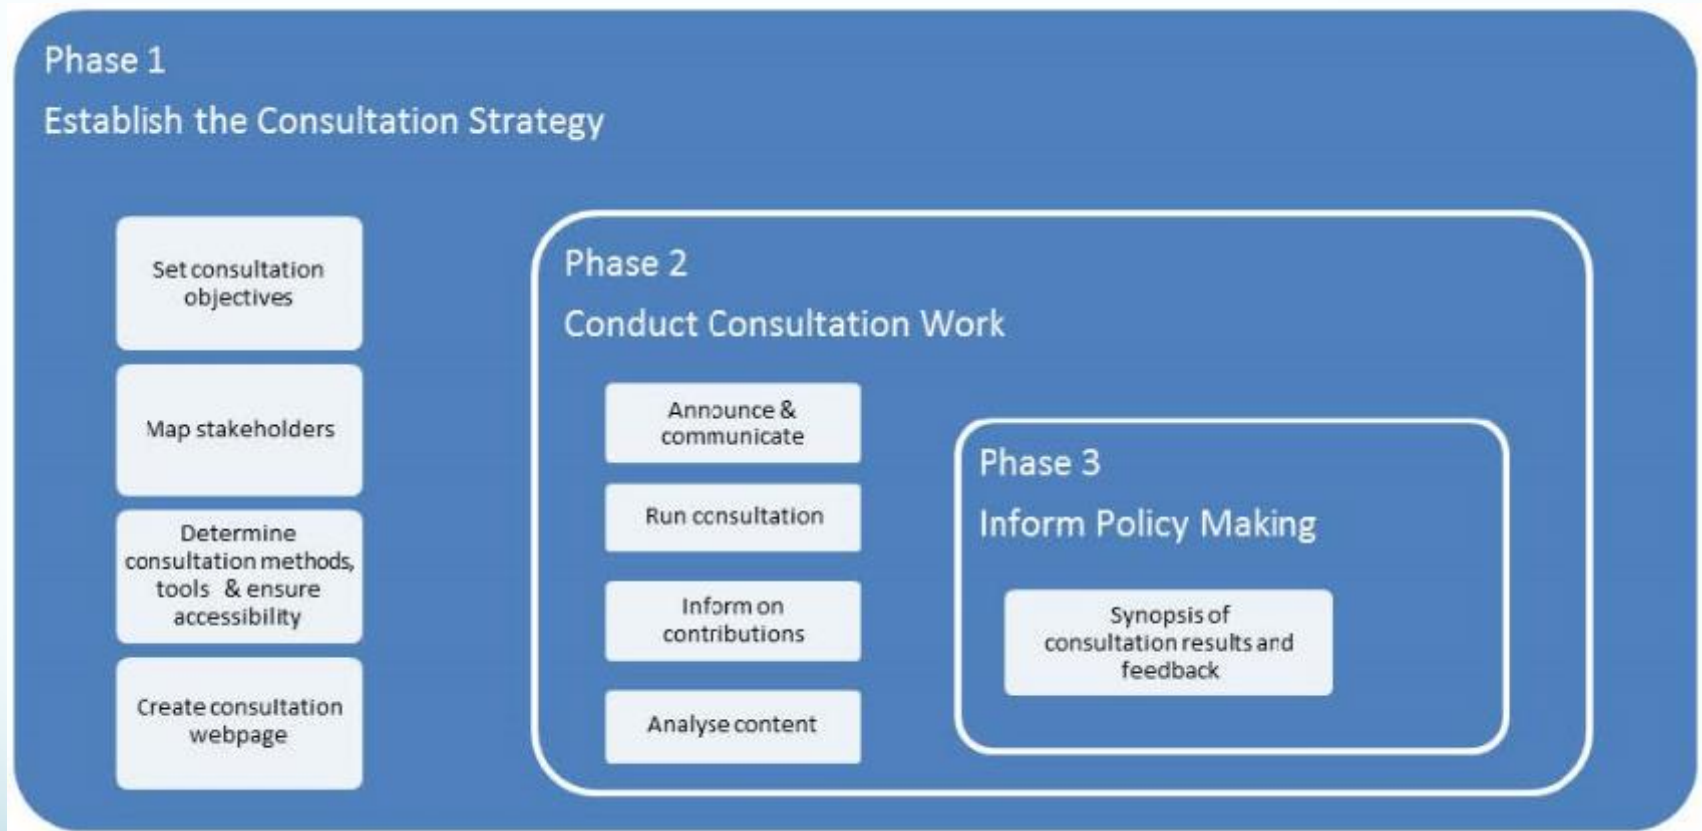 Phase 1
Establish the Consultation Strategy
Set consultation
objectives
Map stakeholders
Determine
consultation methods,
tools & ensure
accessibility
Create consultation
webpage
Phase 2
Conduct Consultation Work
Announce &
communicate
Run consultation
Inform on
contributions
Analyse content
Phase 3
Inform Policy Making
Synopsis of
consultation results and
feedback